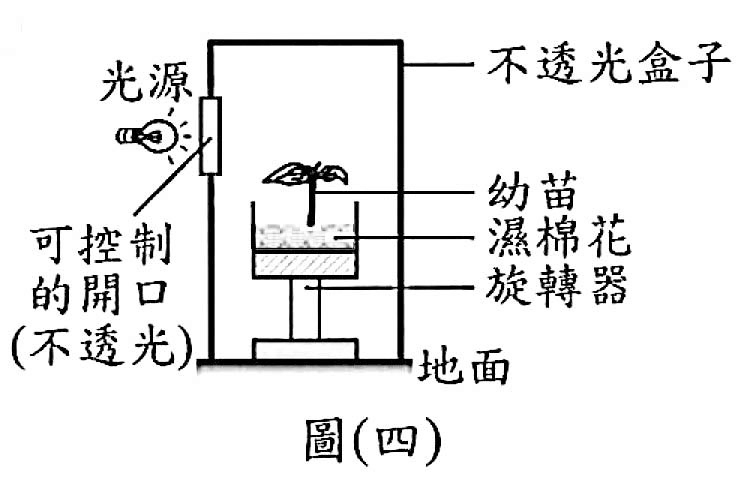 光源
不透光盒子
幼苗
濕棉花
旋轉器
可控制
的開口
(不透光)
地面
圖(四)